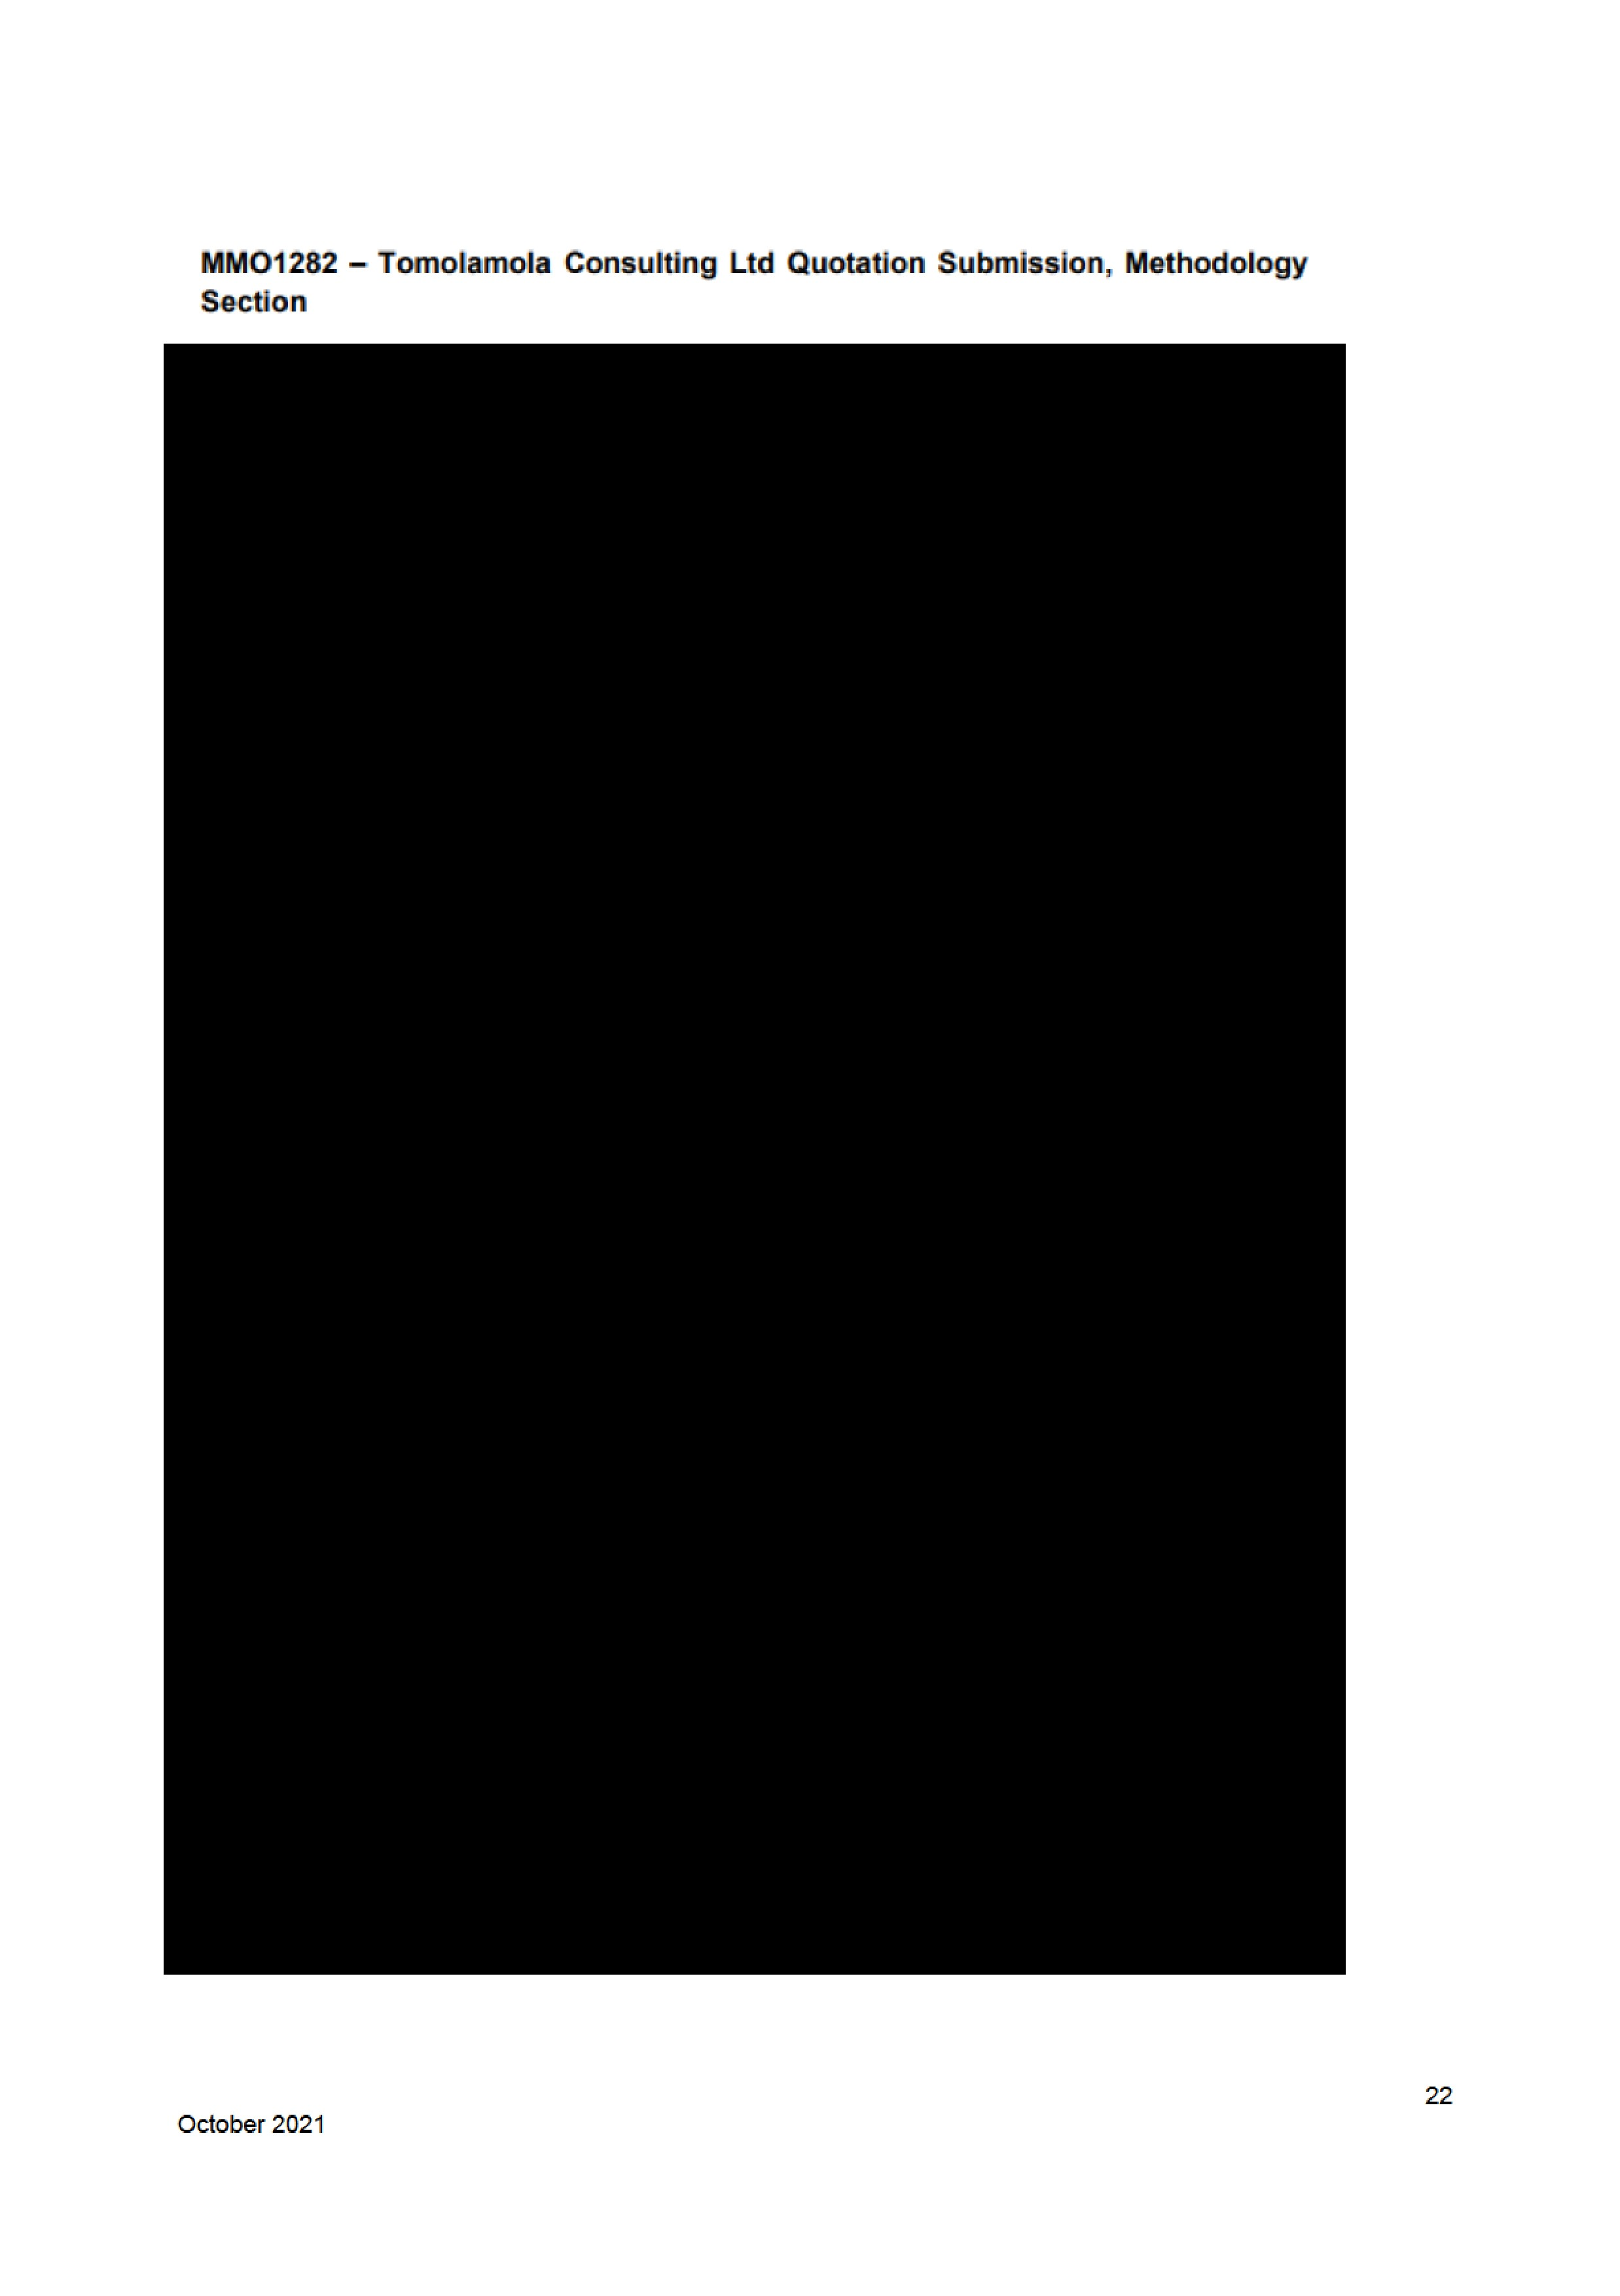 MMO1282 – Tomolamola Consulting Ltd Quotation Submission, Methodology
Section
22
October 2021